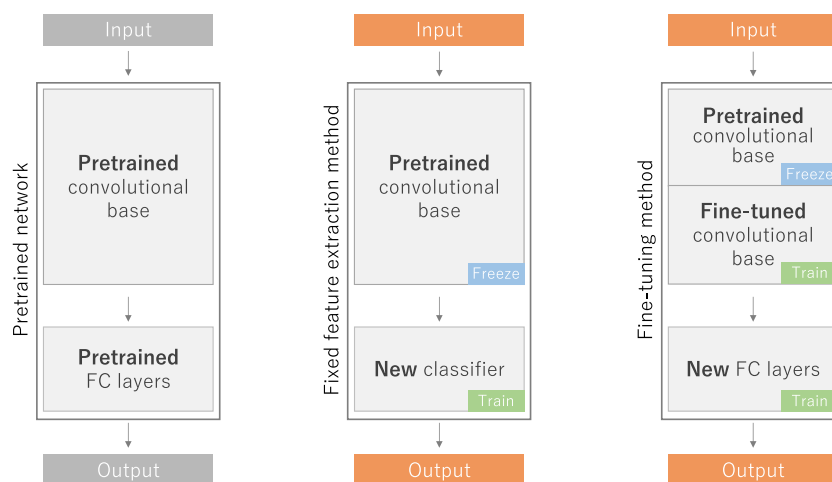 Input
Pretrained network
Pretrained
convolutional
base
Pretrained
FC layers
Output
Input
Fixed feature extraction method
Pretrained
convolutional
base
Freeze
New classifier
Train
Output
Input
Fine-tuning method
Pretrained
convolutional
base
Freeze
Fine-tuned
convolutional
base
Train
New FC layers
Train
Output